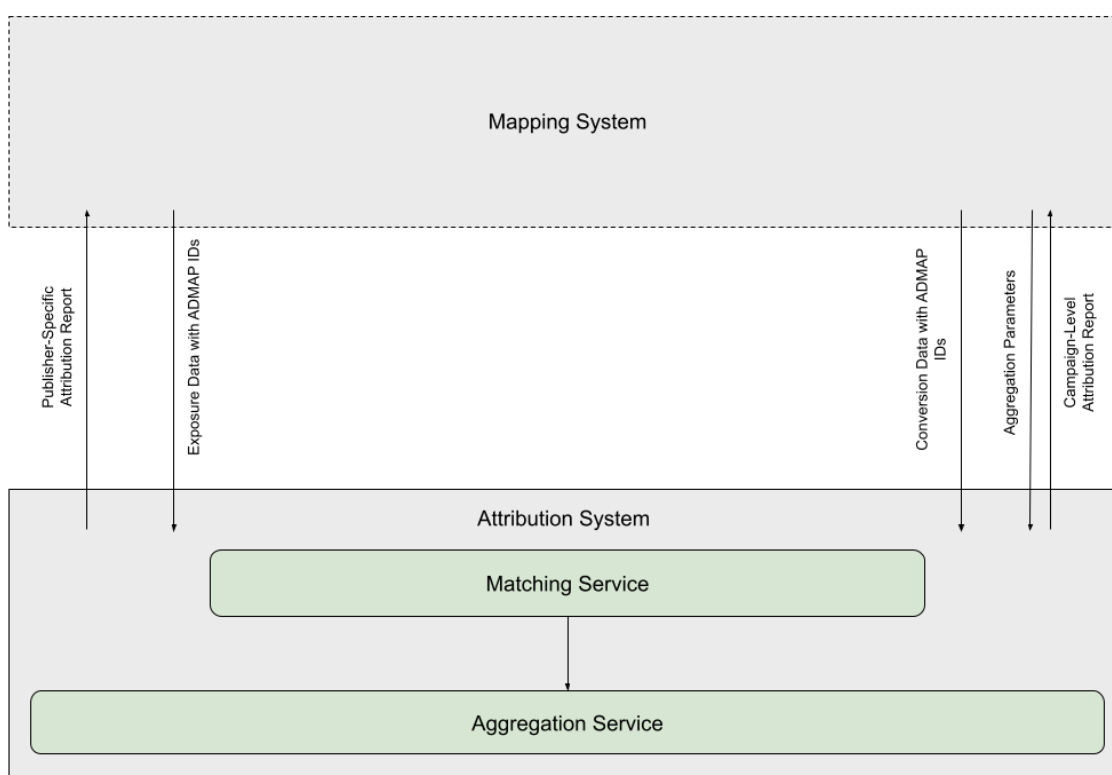 Mapping System
Publisher-Specific
Attribution Report
Exposure Data with ADMAP IDs
Conversion Data with ADMAP
IDs
Aggregation Parameters
Campaign-Level
Attribution Report
Attribution System
Matching Service
Aggregation Service